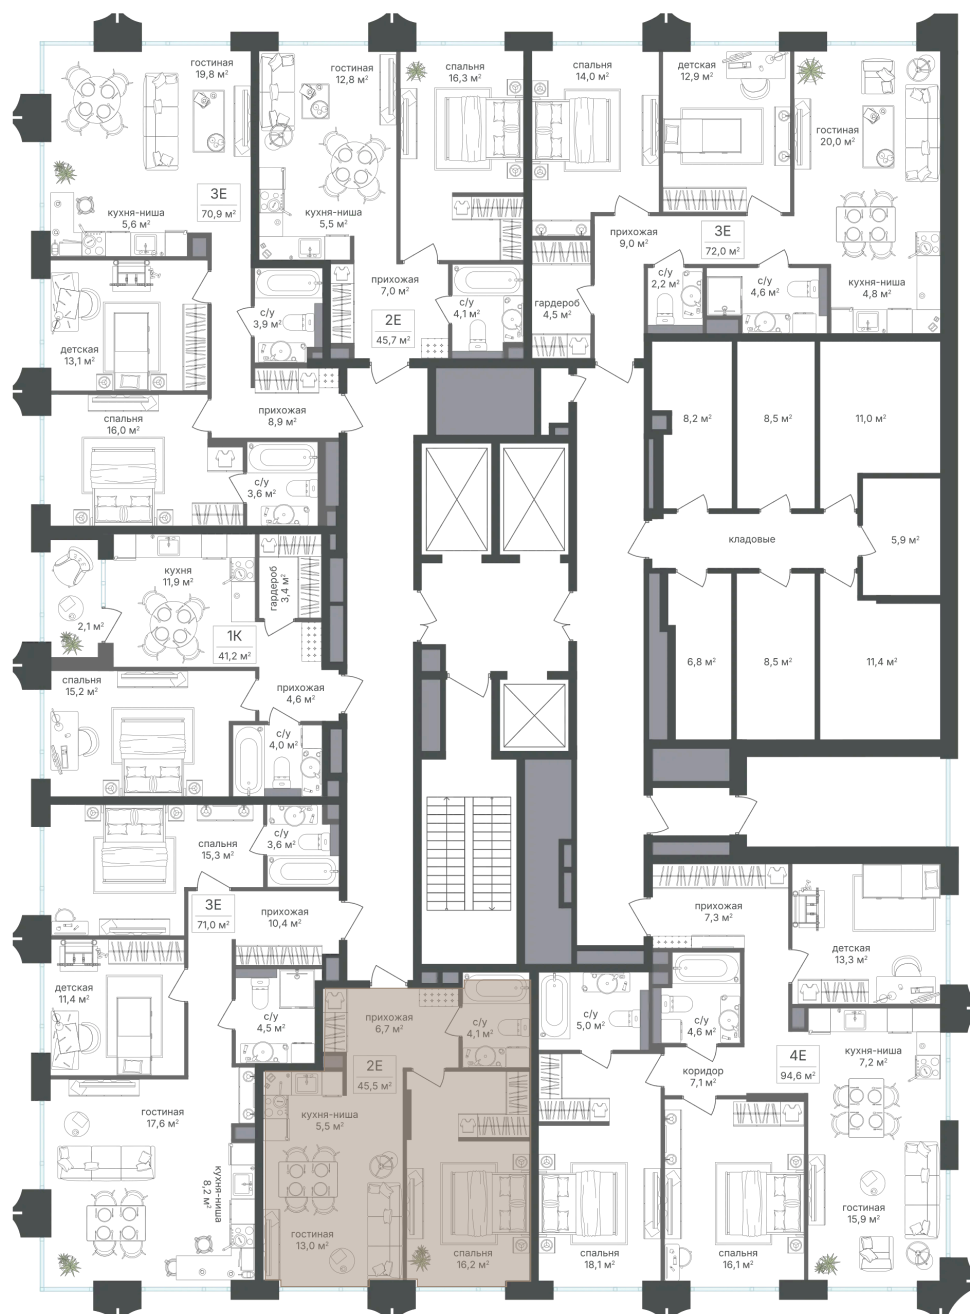 гостиная
19,8 м²
кухня-ниша
5,6 м²
3Е
70,9 м²
детская
13,1 м²
спальня
16,0 м²
с/у
3,9 м²
прихожая
8,9 м²
с/у
3,6 м²
гостиная
12,8 м²
спальня
16,3 м²
кухня-ниша
5,5 м²
прихожая
7,0 м²
2Е
45,7 м²
с/у
4,1 м²
спальня
14,0 м²
детская
12,9 м²
гостиная
20,0 м²
прихожая
9,0 м²
3Е
72,0 м²
с/у
2,2 м²
с/у
4,6 м²
кухня-ниша
4,8 м²
гардероб
4,5 м²
8,2 м²
8,5 м²
11,0 м²
кладовые
5,9 м²
6,8 м²
8,5 м²
11,4 м²
кухня
11,9 м²
гардероб
3,4 м²
2,1 м²
1К
41,2 м²
спальня
15,2 м²
прихожая
4,6 м²
с/у
4,0 м²
спальня
15,3 м²
с/у
3,6 м²
3Е
71,0 м²
прихожая
10,4 м²
детская
11,4 м²
с/у
4,5 м²
гостиная
17,6 м²
кухня-ниша
8,2 м²
прихожая
6,7 м²
с/у
4,1 м²
2Е
45,5 м²
кухня-ниша
5,5 м²
гостиная
13,0 м²
спальня
16,2 м²
прихожая
7,3 м²
детская
13,3 м²
с/у
5,0 м²
с/у
4,6 м²
коридор
7,1 м²
4Е
94,6 м²
кухня-ниша
7,2 м²
гостиная
15,9 м²
спальня
18,1 м²
спальня
16,1 м²